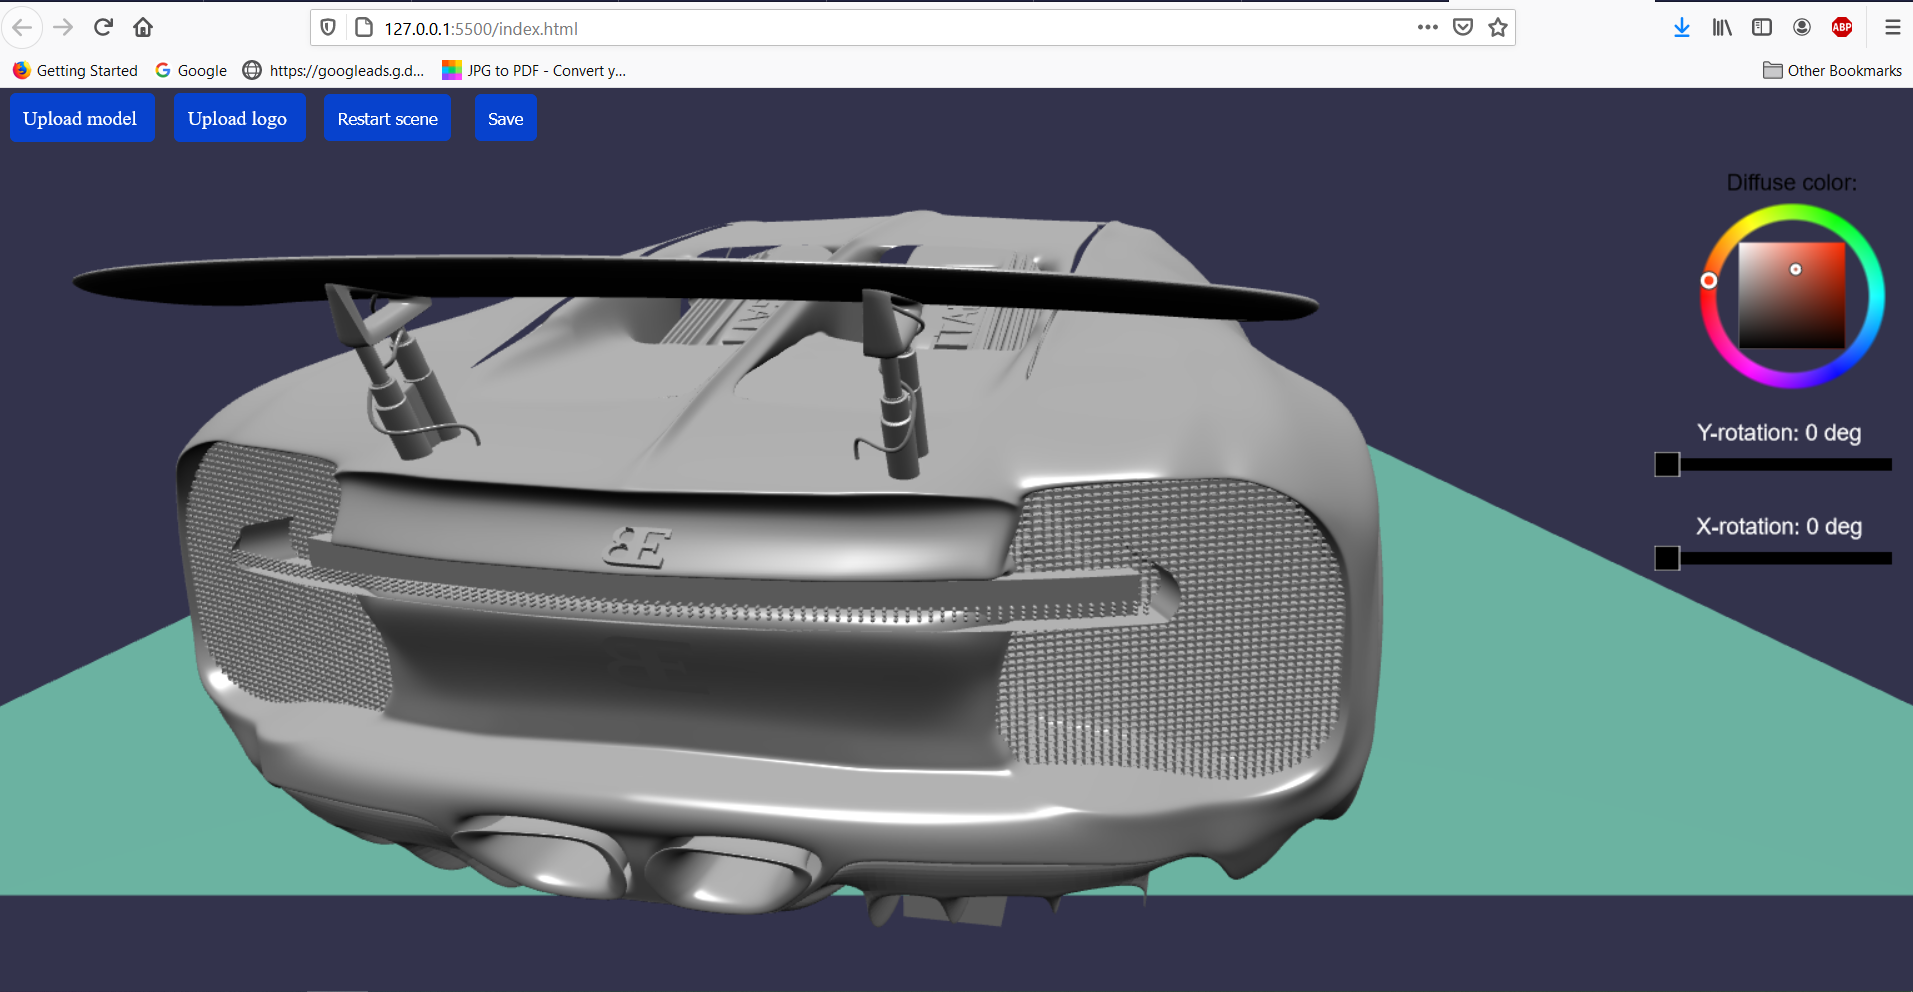 127.0.0.1:5500/index.html
ABP
Getting Started
Google
https://googleads.g.d...
JPG to PDF - Convert y...
Other Bookmarks
Upload model
Upload logo
Restart scene
Save
Diffuse color:
Y-rotation: 0 deg
X-rotation: 0 deg